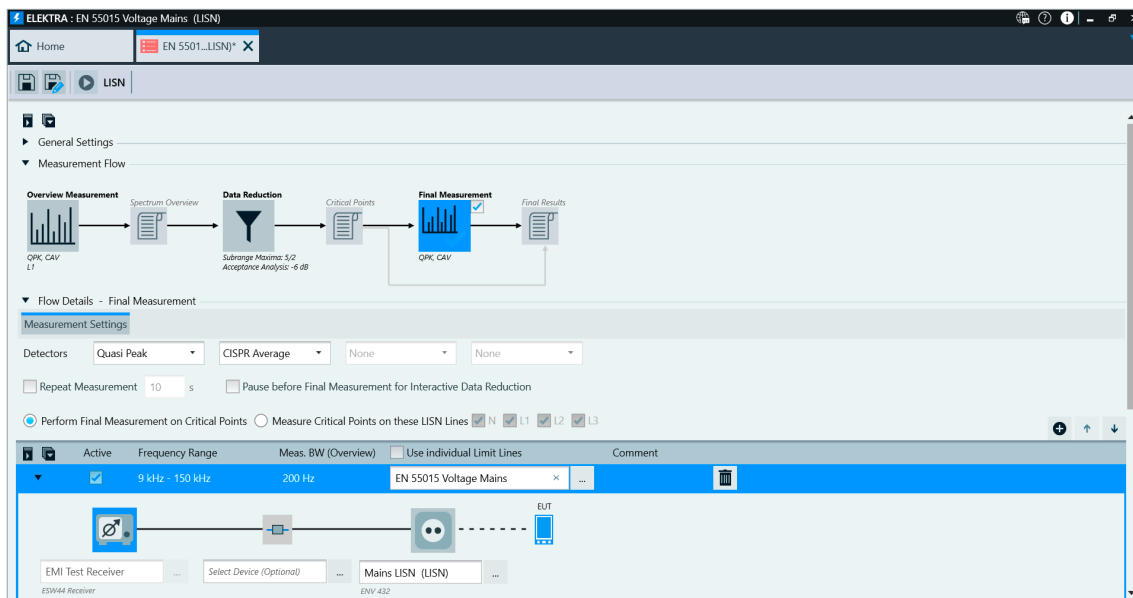 ELEKTRA : EN 55015 Voltage Mains (LISN)
Home
EN 5501...LISN)*
LISN
General Settings
Measurement Flow
Overview Measurement
Spectrum Overview
Data Reduction
Critical Points
Final Measurement
Final Results
QPK, CAV
L1
Subrange Maxima: 5/2
Acceptance Analysis: -6 dB
QPK, CAV
Flow Details - Final Measurement
Measurement Settings
Detectors Quasi Peak CISPR Average None None
Repeat Measurement 10 s Pause before Final Measurement for Interactive Data Reduction
Perform Final Measurement on Critical Points Measure Critical Points on these LISN Lines N L1 L2 L3
Active Frequency Range Meas. BW (Overview) Use individual Limit Lines Comment
9 kHz - 150 kHz 200 Hz EN 55015 Voltage Mains × ...
EUT
EMI Test Receiver ... Select Device (Optional) ... Mains LISN (LISN) ...
ESW44 Receiver ENV 432